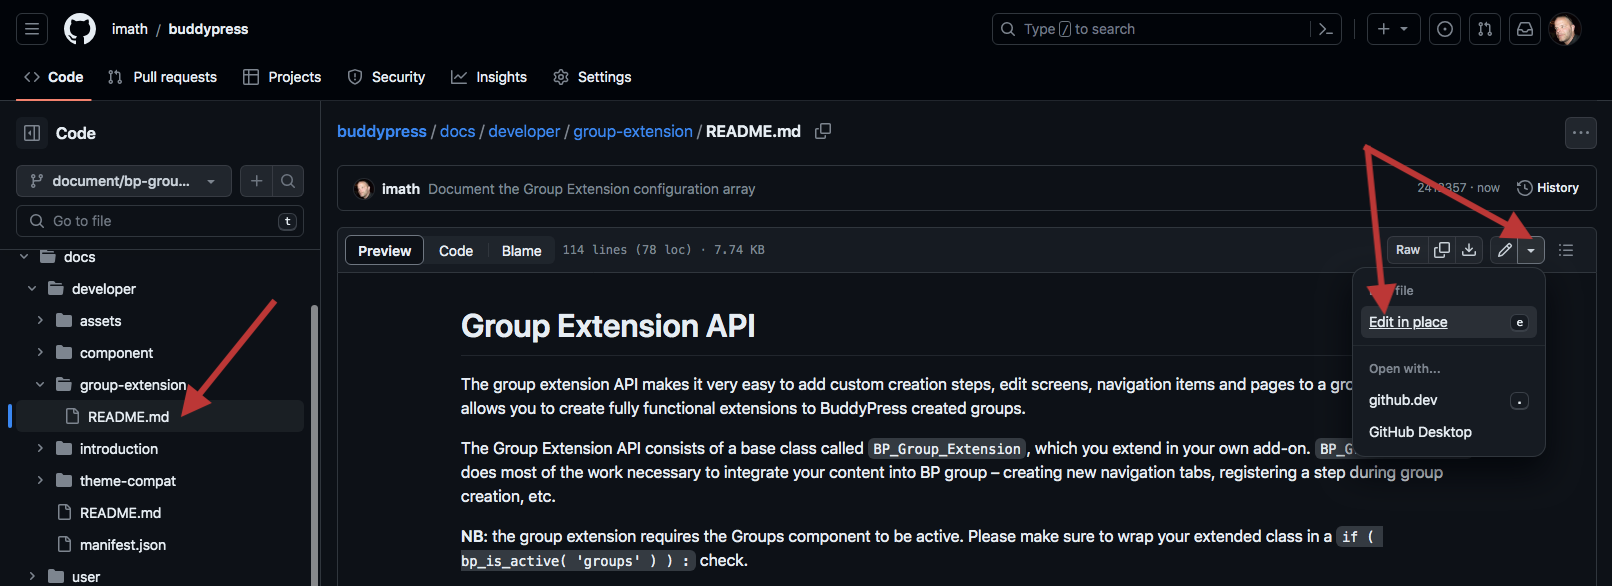 imath / buddypress
Type / to search
Code
Pull requests
Projects
Security
Insights
Settings
Code
document/bp-grou...
Go to file
t
docs
developer
assets
component
group-extension
README.md
introduction
theme-compat
README.md
manifest.json
user
buddypress / docs / developer / group-extension / README.md
imath Document the Group Extension configuration array
· now
History
Preview
Code
Blame
114 lines (78 loc) · 7.74 KB
Raw
file
Edit in place
e
Open with...
github.dev
.
GitHub Desktop
Group Extension API
The group extension API makes it very easy to add custom creation steps, edit screens, navigation items and pages to a
allows you to create fully functional extensions to BuddyPress created groups.
The Group Extension API consists of a base class called BP_Group_Extension, which you extend in your own add-on.
does most of the work necessary to integrate your content into BP group – creating new navigation tabs, registering a step during group
creation, etc.
NB: the group extension requires the Groups component to be active. Please make sure to wrap your extended class in a if (
bp_is_active( 'groups' ) ) : check.